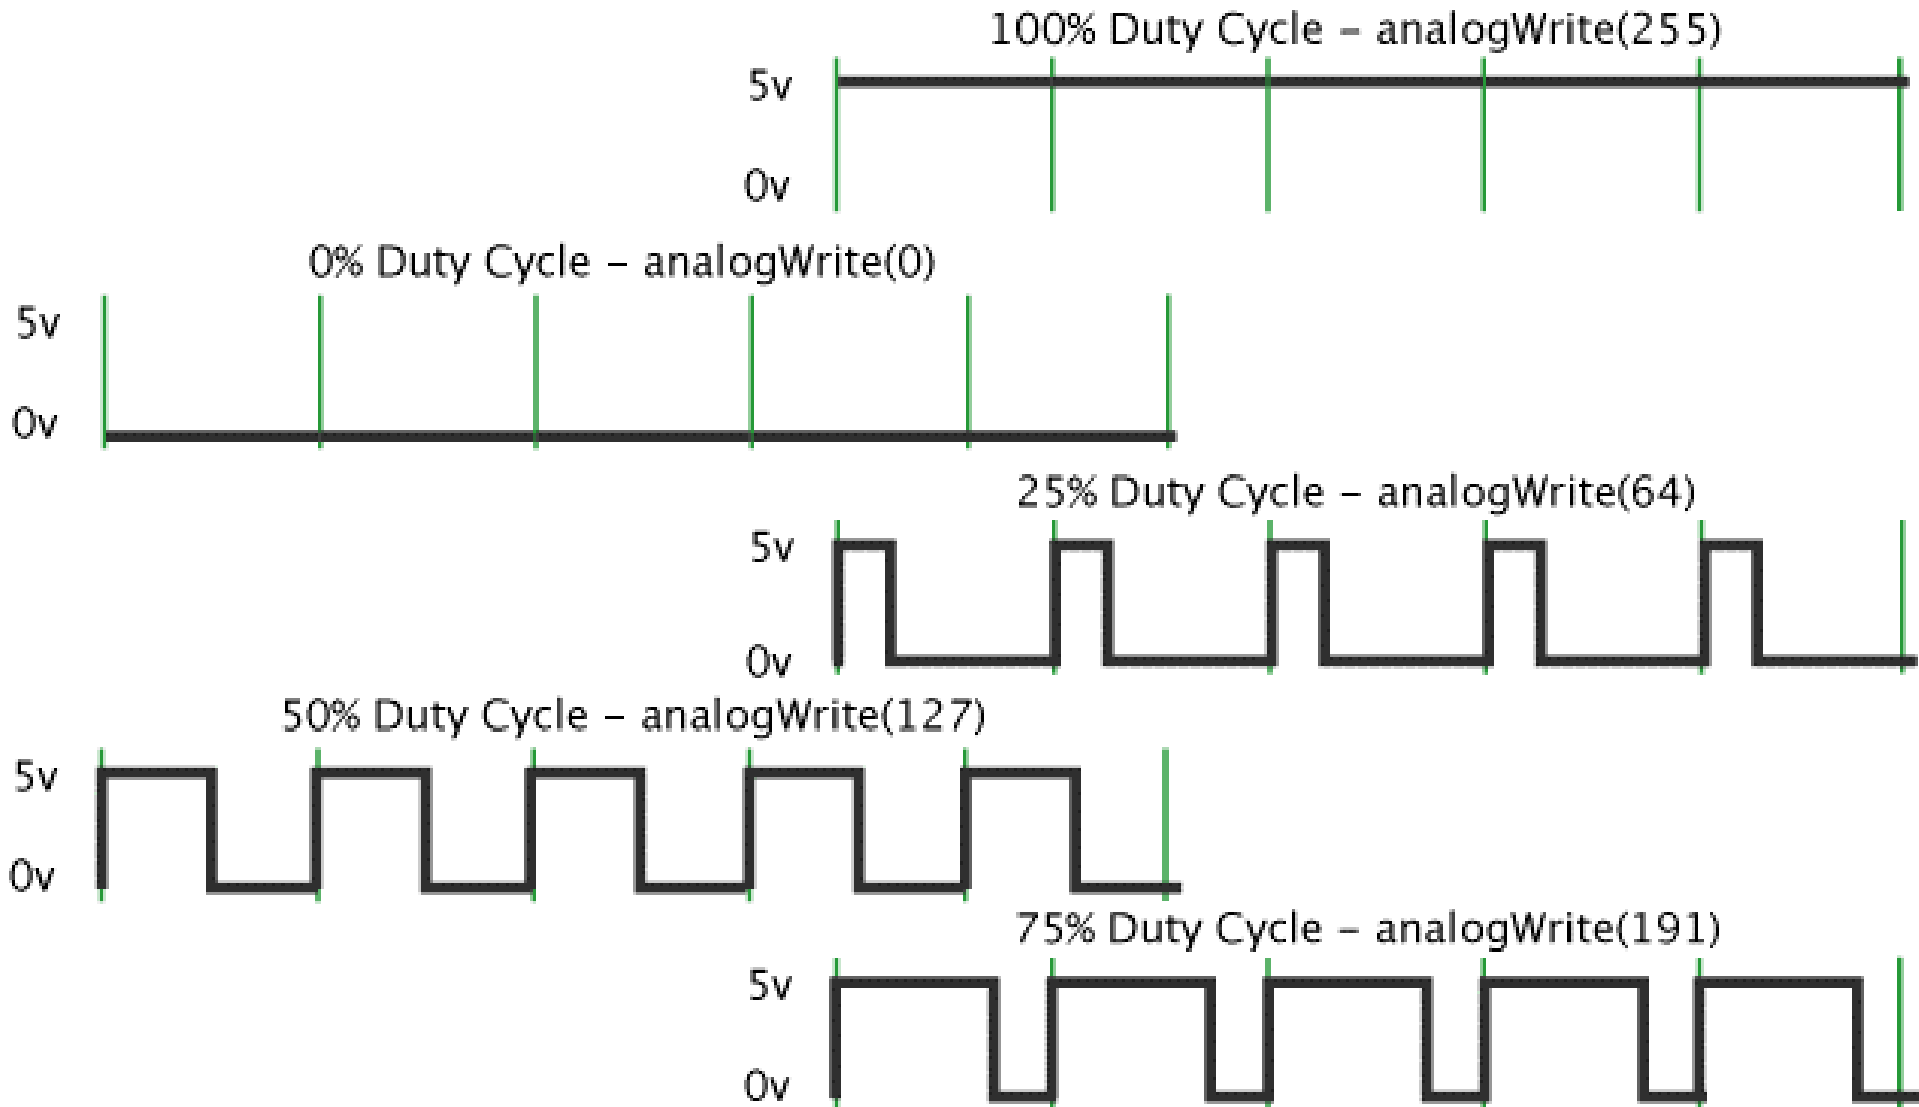 100% Duty Cycle – analogWrite(255)
5v
0v
0% Duty Cycle – analogWrite(0)
5v
0v
25% Duty Cycle – analogWrite(64)
5v
0v
50% Duty Cycle – analogWrite(127)
5v
0v
75% Duty Cycle – analogWrite(191)
5v
0v